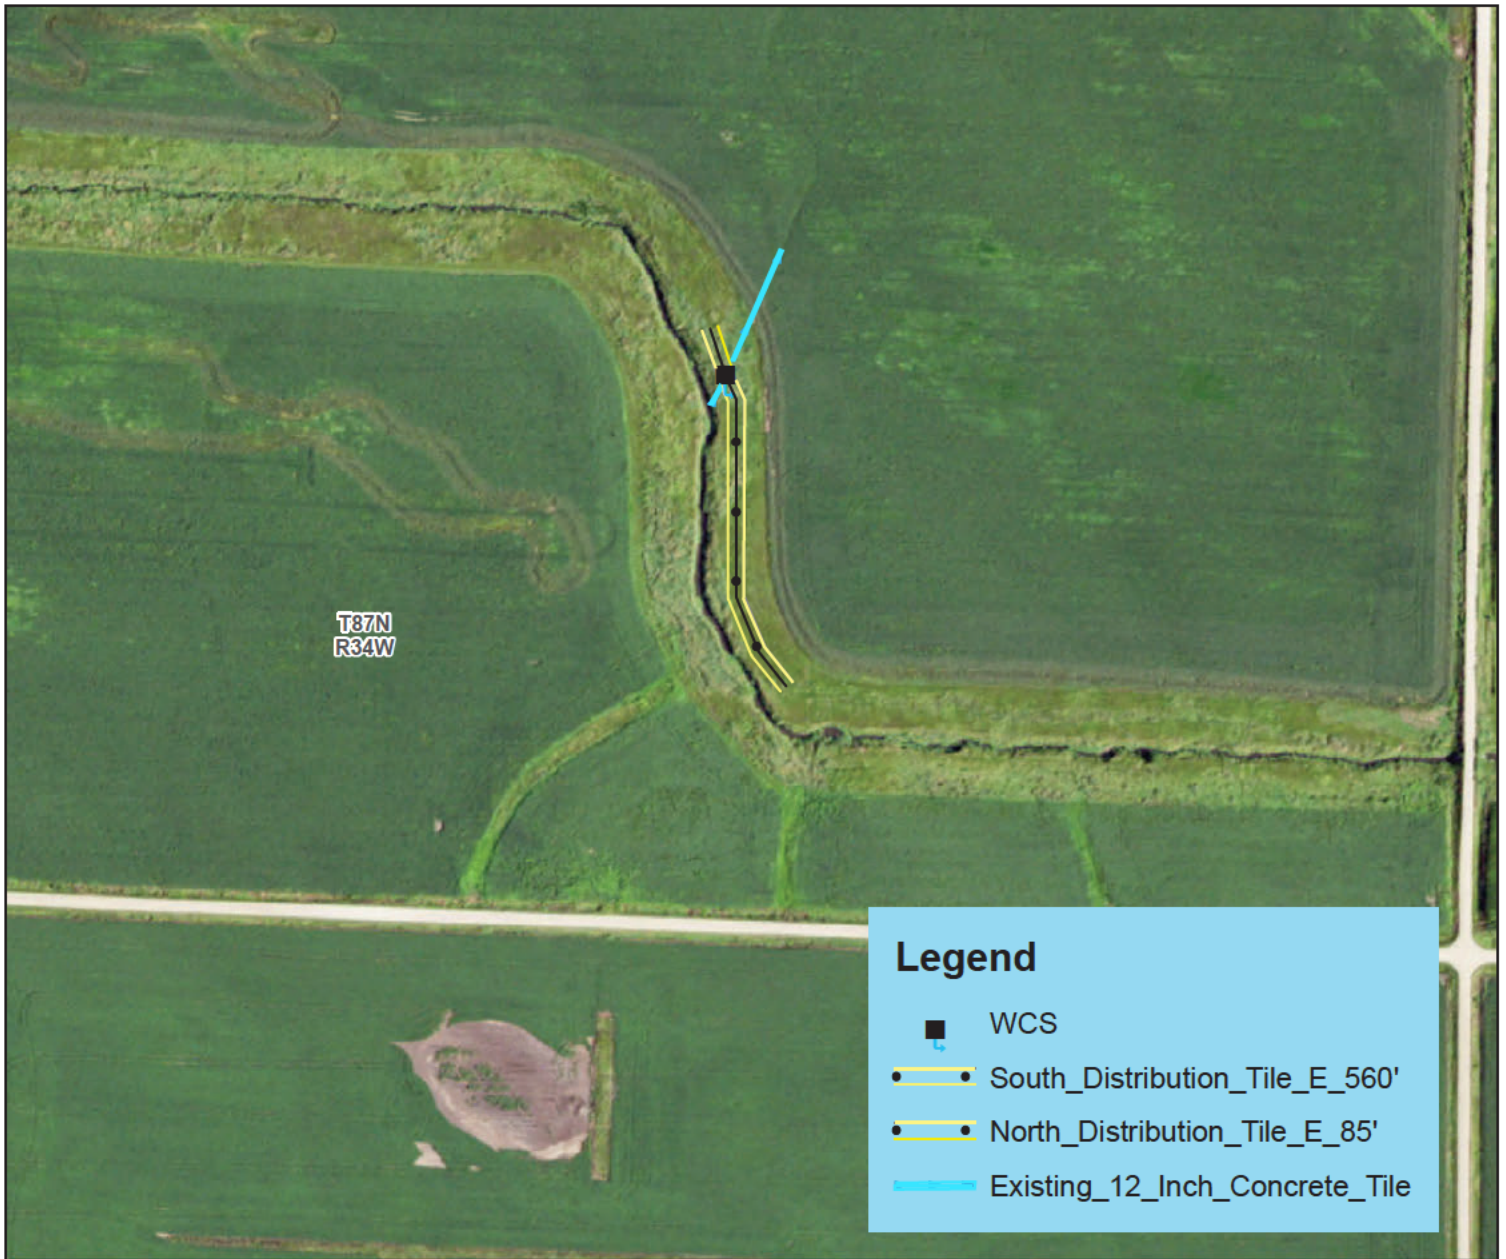 T87N
R34W
Legend
WCS
South_Distribution_Tile_E_560'
North_Distribution_Tile_E_85'
Existing_12_Inch_Concrete_Tile